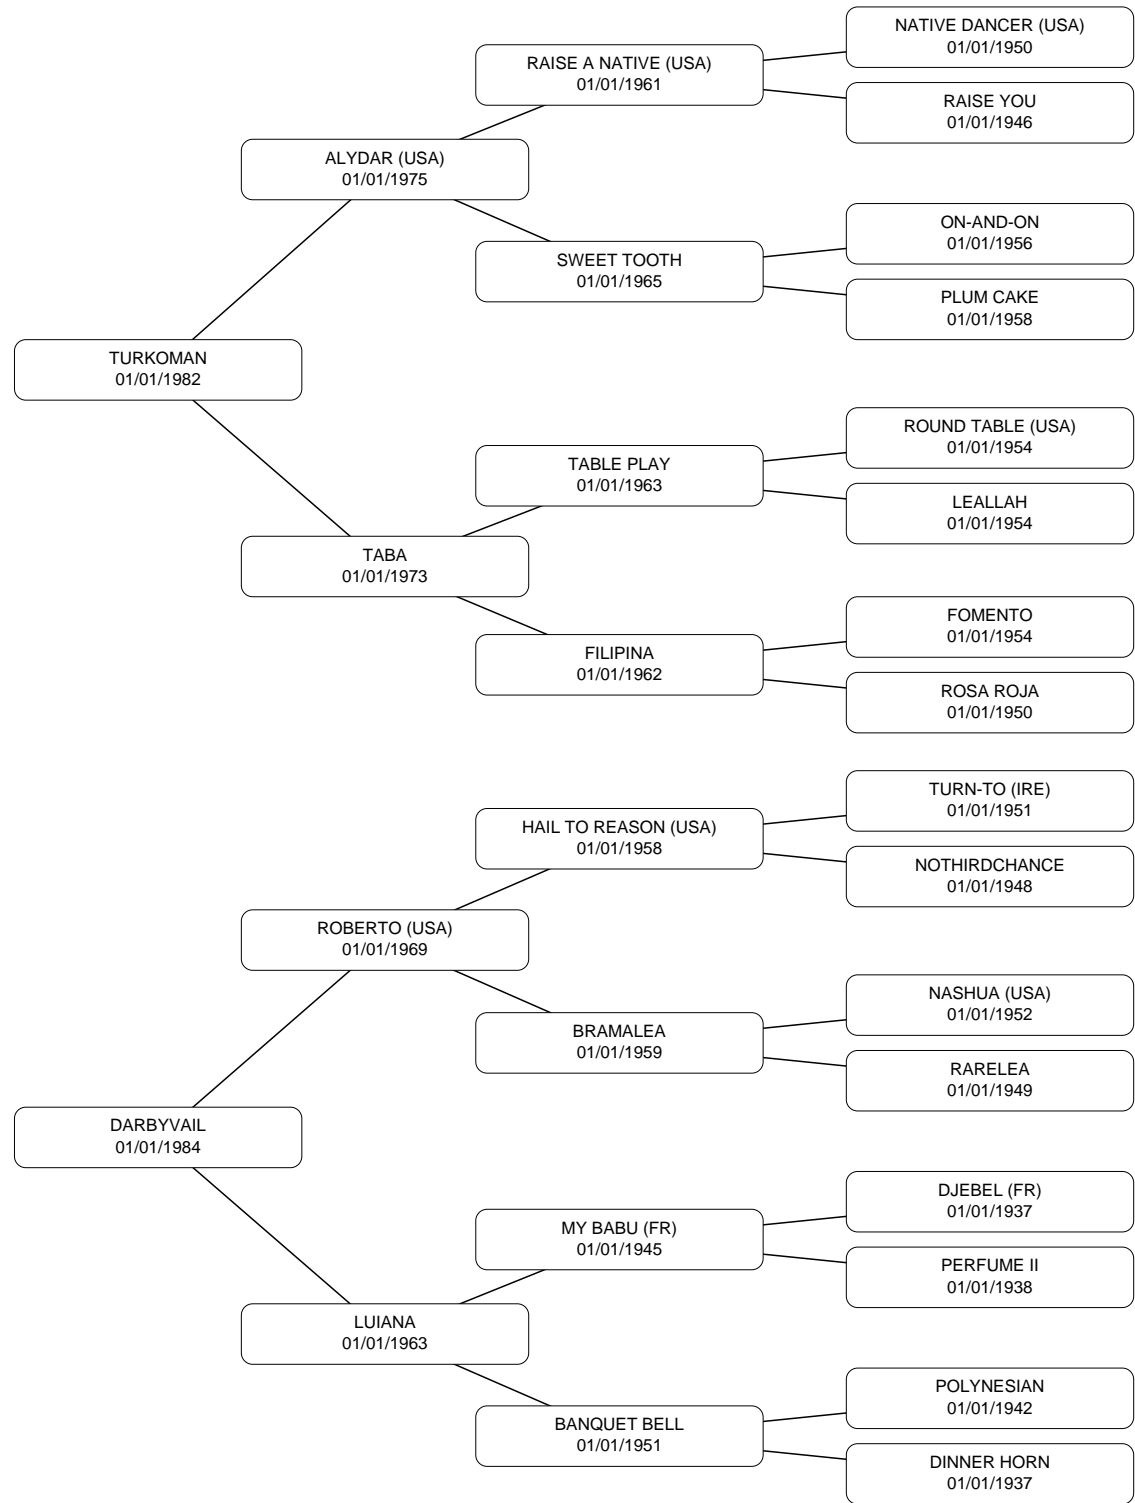 NATIVE DANCER (USA)
01/01/1950
RAISE A NATIVE (USA)
01/01/1961
RAISE YOU
01/01/1946
ALYDAR (USA)
01/01/1975
ON-AND-ON
01/01/1956
SWEET TOOTH
01/01/1965
PLUM CAKE
01/01/1958
TURKOMAN
01/01/1982
ROUND TABLE (USA)
01/01/1954
TABLE PLAY
01/01/1963
LEALLAH
01/01/1954
TABA
01/01/1973
FOMENTO
01/01/1954
FILIPINA
01/01/1962
ROSA ROJA
01/01/1950
TURN-TO (IRE)
01/01/1951
HAIL TO REASON (USA)
01/01/1958
NOTHIRDCHANCE
01/01/1948
ROBERTO (USA)
01/01/1969
NASHUA (USA)
01/01/1952
BRAMALEA
01/01/1959
RARELEA
01/01/1949
DARBYVAIL
01/01/1984
DJEBEL (FR)
01/01/1937
MY BABU (FR)
01/01/1945
PERFUME II
01/01/1938
LUIANA
01/01/1963
POLYNESIAN
01/01/1942
BANQUET BELL
01/01/1951
DINNER HORN
01/01/1937